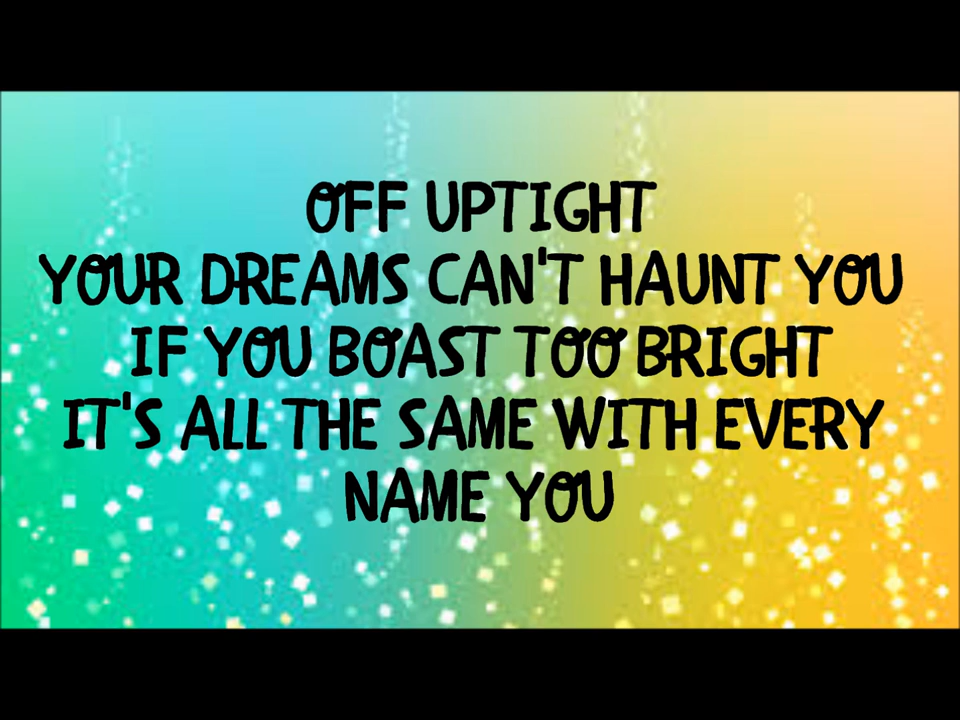 OFF UPTIGHT
YOUR DREAMS CAN'T HAUNT YOU
IF YOU BOAST TOO BRIGHT
IT'S ALL THE SAME WITH EVERY
NAME YOU